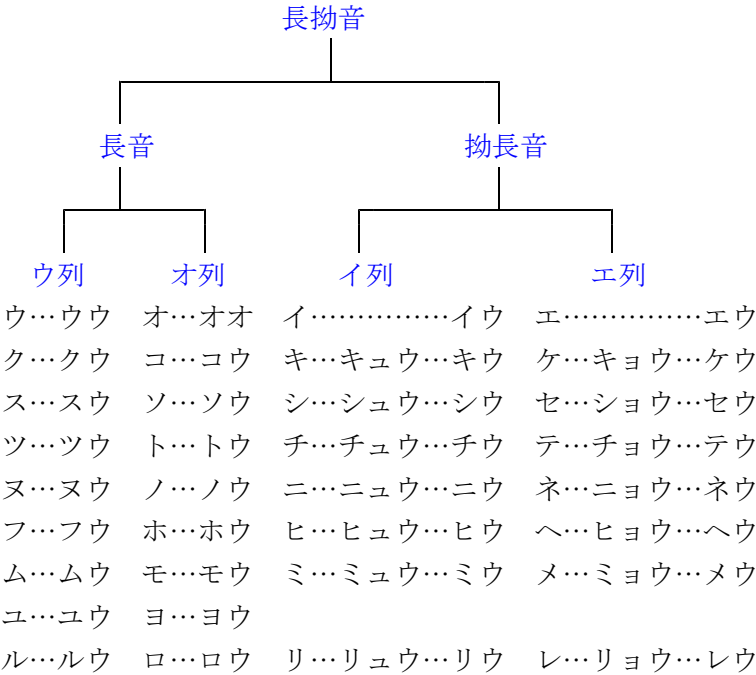 長拗音
長音 拗長音
ウ列 オ列 イ列 エ列
ウ…ウウ オ…オオ イ……………イウ エ……………エウ
ク…クウ コ…コウ キ…キュウ…キウ ケ…キョウ…ケウ
ス…スウ ソ…ソウ シ…シュウ…シウ セ…ショウ…セウ
ツ…ツウ ト…トウ チ…チュウ…チウ テ…チョウ…テウ
ヌ…ヌウ ノ…ノウ ニ…ニュウ…ニウ ネ…ニョウ…ネウ
フ…フウ ホ…ホウ ヒ…ヒュウ…ヒウ ヘ…ヒョウ…ヘウ
ム…ムウ モ…モウ ミ…ミュウ…ミウ メ…ミョウ…メウ
ユ…ユウ ヨ…ヨウ
ル…ルウ ロ…ロウ リ…リュウ…リウ レ…リョウ…レウ